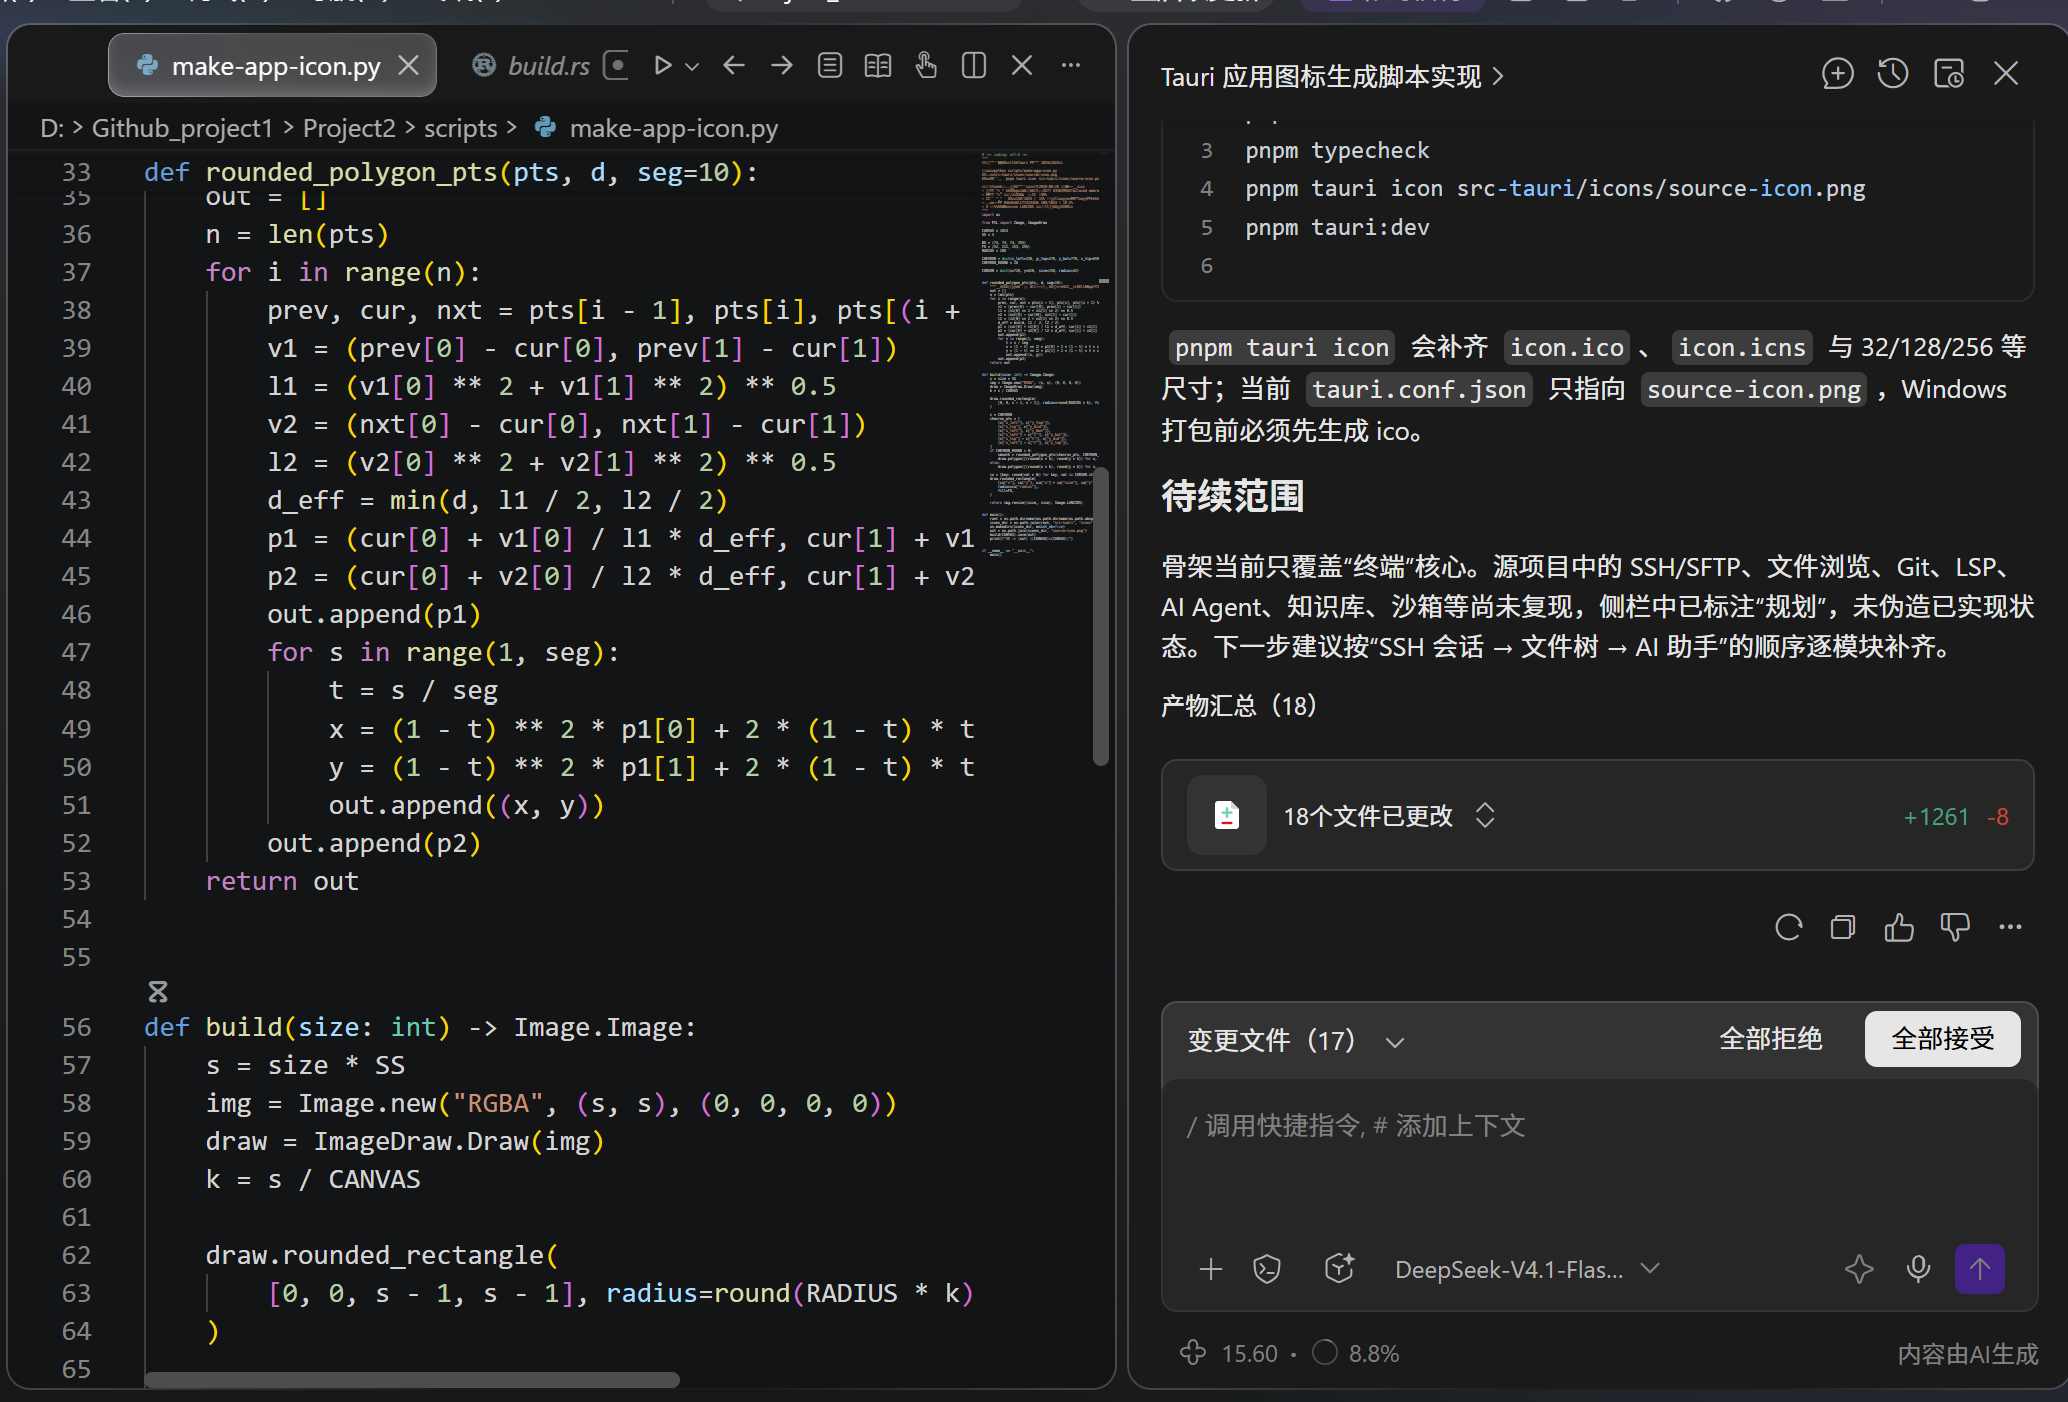 make-app-icon.py
build.rs
D: > Github_project1 > Project2 > scripts > make-app-icon.py
33 def rounded_polygon_pts(pts, d, seg=10):
35 out = []
36 n = len(pts)
37 for i in range(n):
38 prev, cur, nxt = pts[i - 1], pts[i], pts[(i +
39 v1 = (prev[0] - cur[0], prev[1] - cur[1])
40 l1 = (v1[0] ** 2 + v1[1] ** 2) ** 0.5
41 v2 = (nxt[0] - cur[0], nxt[1] - cur[1])
42 l2 = (v2[0] ** 2 + v2[1] ** 2) ** 0.5
43 d_eff = min(d, l1 / 2, l2 / 2)
44 p1 = (cur[0] + v1[0] / l1 * d_eff, cur[1] + v1
45 p2 = (cur[0] + v2[0] / l2 * d_eff, cur[1] + v2
46 out.append(p1)
47 for s in range(1, seg):
48 t = s / seg
49 x = (1 - t) ** 2 * p1[0] + 2 * (1 - t) * t
50 y = (1 - t) ** 2 * p1[1] + 2 * (1 - t) * t
51 out.append((x, y))
52 out.append(p2)
53 return out
54
55
56 def build(size: int) -> Image.Image:
57 s = size * SS
58 img = Image.new("RGBA", (s, s), (0, 0, 0, 0))
59 draw = ImageDraw.Draw(img)
60 k = s / CANVAS
61
62 draw.rounded_rectangle(
63 [0, 0, s - 1, s - 1], radius=round(RADIUS * k)
64 )
65
Tauri 应用图标生成脚本实现 >
3 pnpm typecheck
4 pnpm tauri icon src-tauri/icons/source-icon.png
5 pnpm tauri:dev
6
pnpm tauri icon 会补齐 icon.ico 、 icon.icns 与 32/128/256 等
尺寸；当前 tauri.conf.json 只指向 source-icon.png ，Windows
打包前必须先生成 ico。
待续范围
骨架当前只覆盖“终端”核心。源项目中的 SSH/SFTP、文件浏览、Git、LSP、
AI Agent、知识库、沙箱等尚未复现，侧栏中已标注“规划”，未伪造已实现状
态。下一步建议按“SSH 会话 → 文件树 → AI 助手”的顺序逐模块补齐。
产物汇总（18）
18个文件已更改 +1261 -8
变更文件（17） 全部拒绝 全部接受
/ 调用快捷指令, # 添加上下文
DeepSeek-V4.1-Flas...
15.60 · 8.8%
内容由AI生成